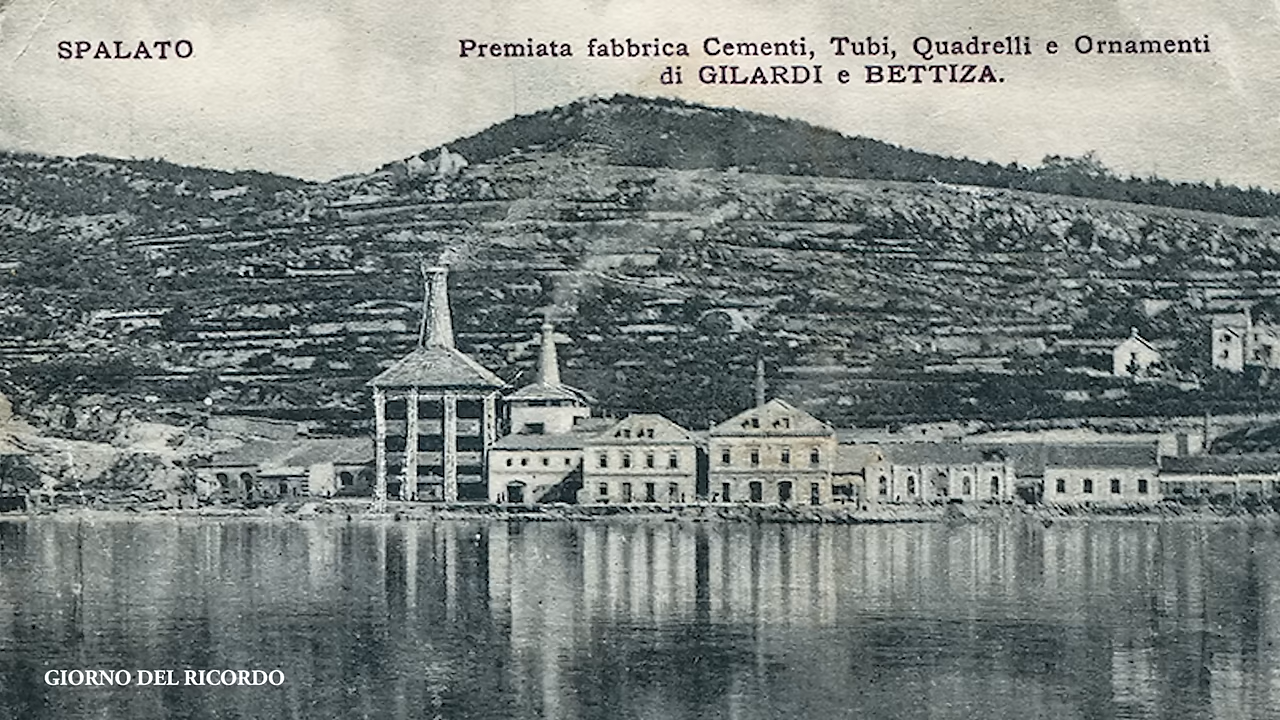 SPALATO
Premiata fabbrica Cementi, Tubi, Quadrelli e Ornamenti
di GILARDI e BETTIZA.
GIORNO DEL RICORDO